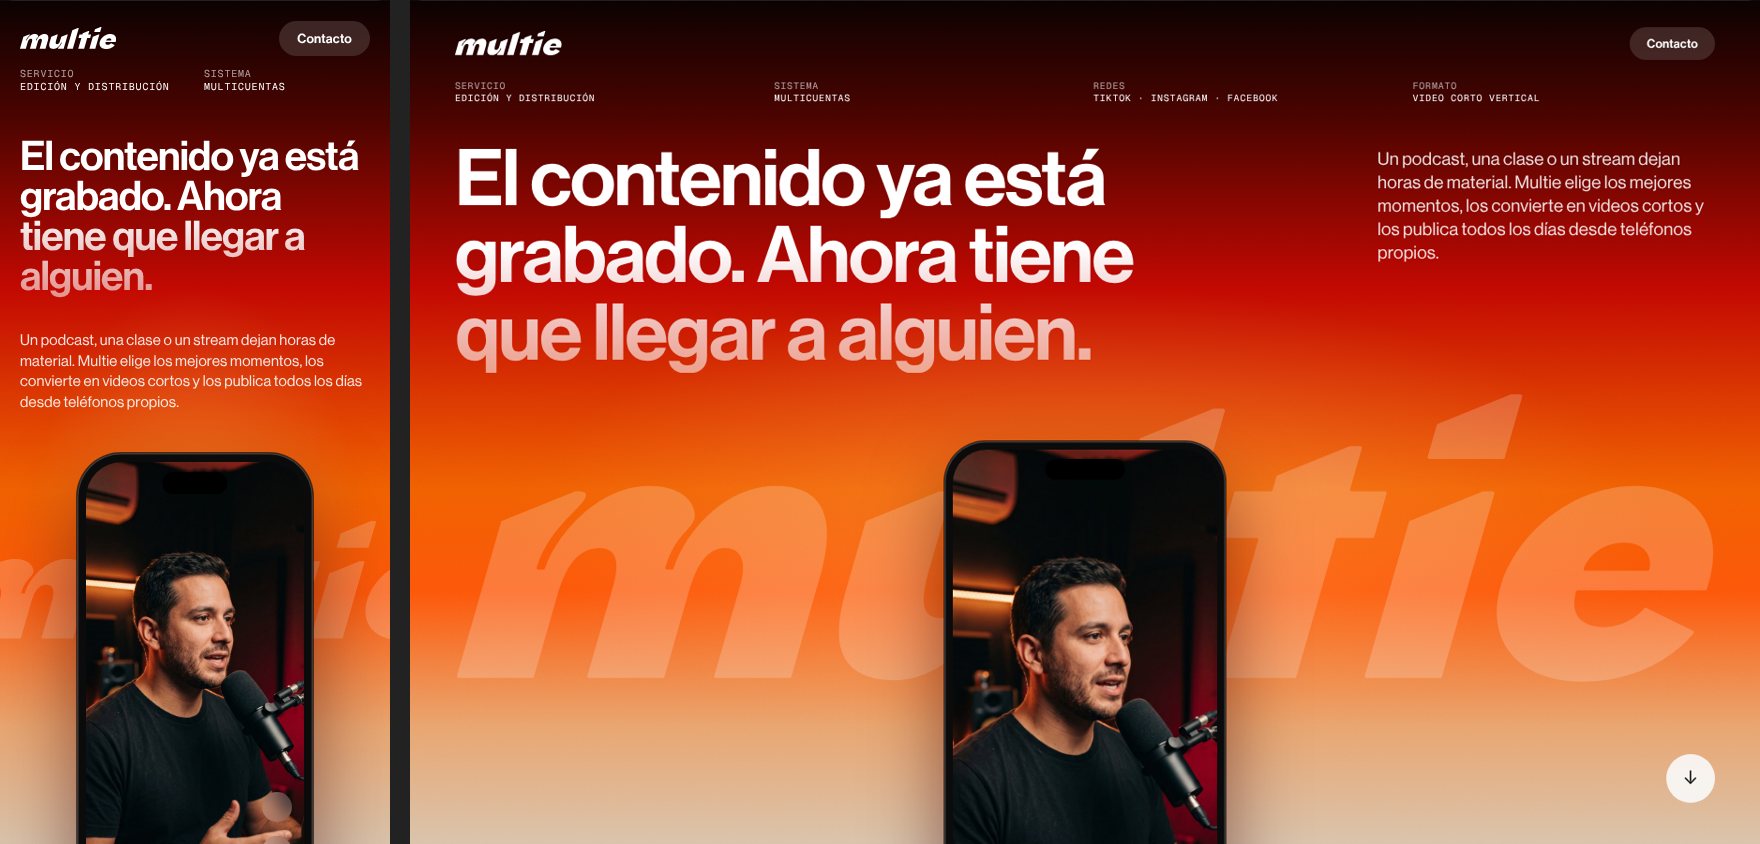 multie
Contacto
SERVICIO
EDICIÓN Y DISTRIBUCIÓN
SISTEMA
MULTICUENTAS
El contenido ya está
grabado. Ahora
tiene que llegar a
alguien.
Un podcast, una clase o un stream dejan horas de
material. Multie elige los mejores momentos, los
convierte en videos cortos y los publica todos los días
desde teléfonos propios.
multie
Contacto
SERVICIO
EDICIÓN Y DISTRIBUCIÓN
SISTEMA
MULTICUENTAS
REDES
TIKTOK · INSTAGRAM · FACEBOOK
FORMATO
VIDEO CORTO VERTICAL
El contenido ya está
grabado. Ahora tiene
que llegar a alguien.
Un podcast, una clase o un stream dejan
horas de material. Multie elige los mejores
momentos, los convierte en videos cortos y
los publica todos los días desde teléfonos
propios.
multie